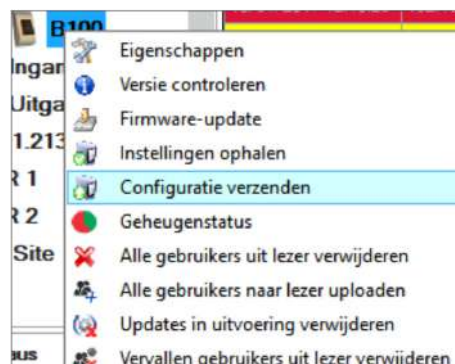 B100
Eigenschappen
Ingan
Versie controleren
Uitga
Firmware-update
1.213
Instellingen ophalen
R 1
Configuratie verzenden
R 2
Geheugenstatus
Site
Alle gebruikers uit lezer verwijderen
Alle gebruikers naar lezer uploaden
Updates in uitvoering verwijderen
aus
Vervallen gebruikers uit lezer verwijderen